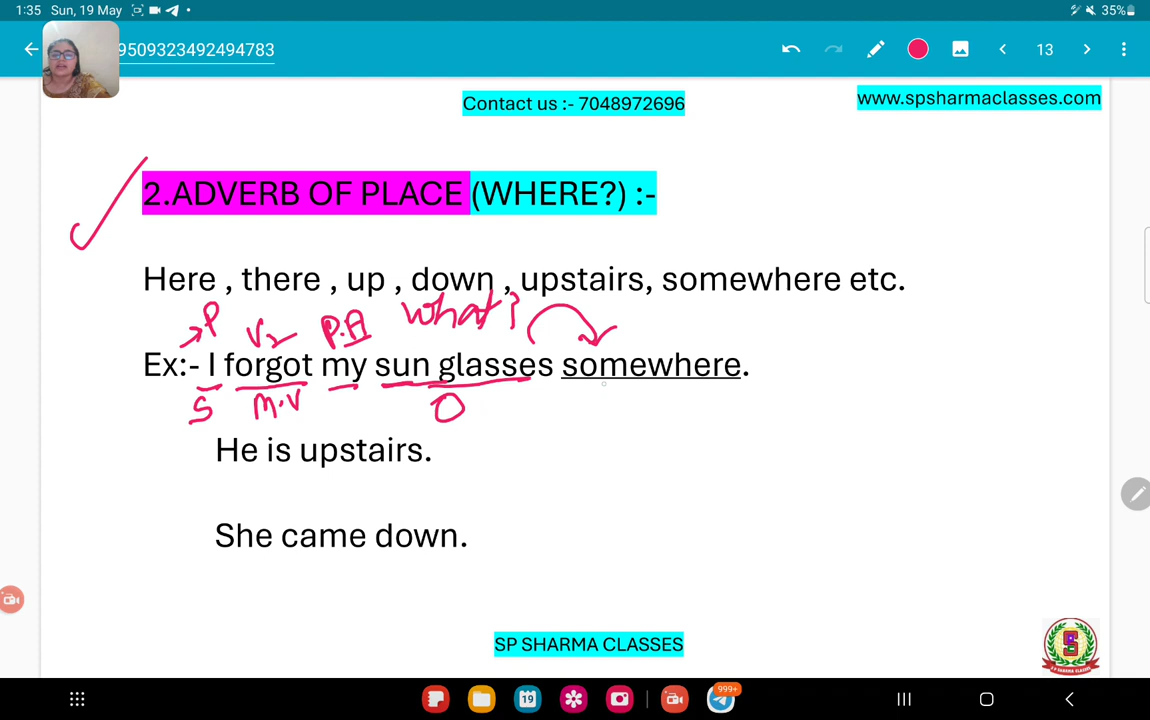 1:35 Sun, 19 May
35%
9509323492494783
13
Contact us :- 7048972696
www.spsharmaclasses.com
2.ADVERB OF PLACE (WHERE?) :-
Here , there , up , down , upstairs, somewhere etc.
P V2 P.A what?
Ex:- I forgot my sun glasses somewhere.
S M.V O
He is upstairs.
She came down.
SP SHARMA CLASSES
S
19
999+